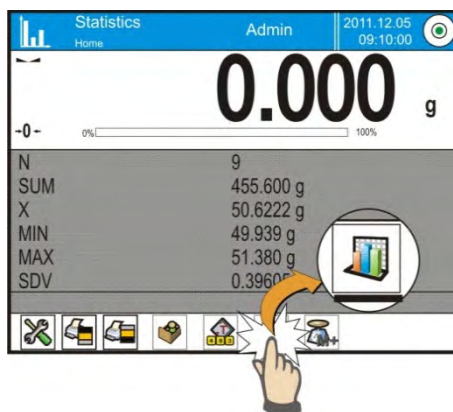 Statistics Admin 2011.12.05
Home 09:10:00
0.000 g
→0← 0% 100%
N 9
SUM 455.600 g
X 50.6222 g
MIN 49.939 g
MAX 51.380 g
SDV
T
M+